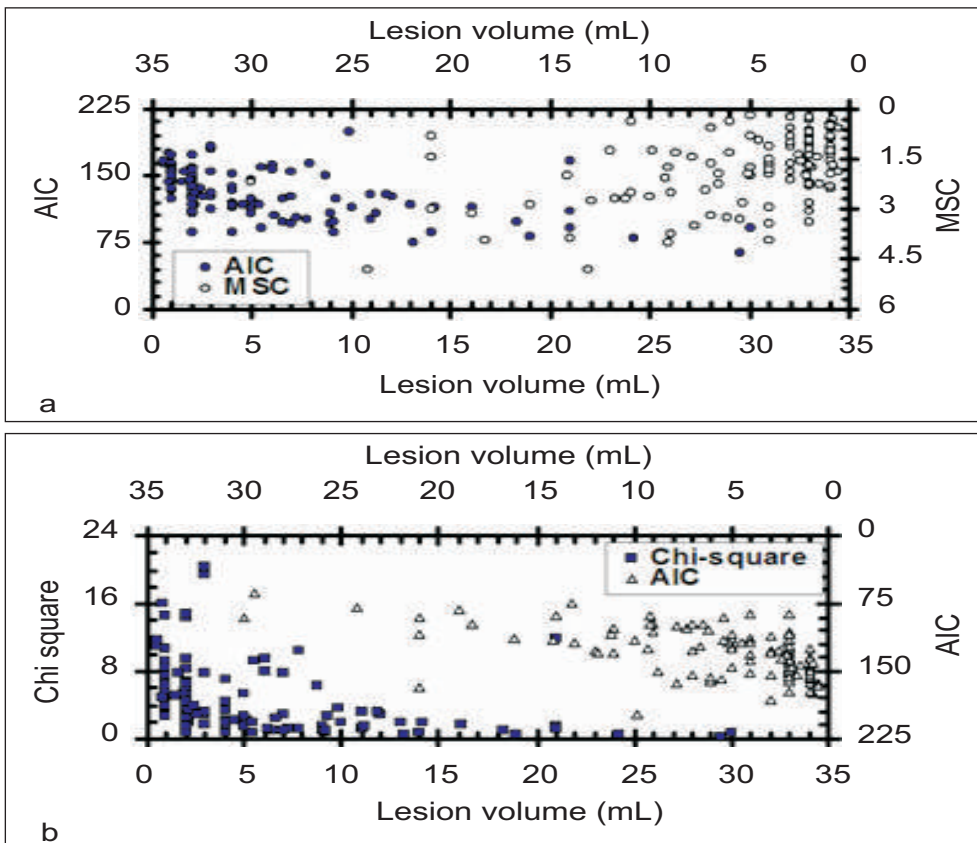 Lesion volume (mL)
35 30 25 20 15 10 5 0
225 0
150 1.5
AIC MSC
75 3
4.5
AIC
MSC
0 6
0 5 10 15 20 25 30 35
Lesion volume (mL)
a
Lesion volume (mL)
35 30 25 20 15 10 5 0
24 0
Chi-square
AIC
16 75
Chi square AIC
8 150
0 225
0 5 10 15 20 25 30 35
Lesion volume (mL)
b